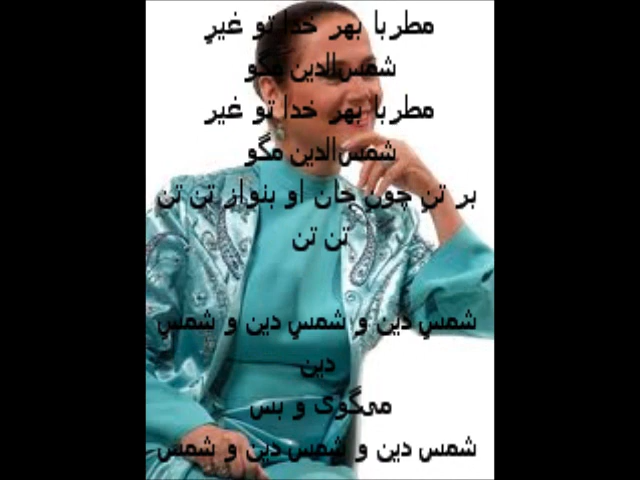 مطربا بهر خدا تو غیرِ
شمس‌الدین مگو
مطربا بهر خدا تو غیرِ
شمس‌الدین مگو
بر تنِ چون جان او بنواز تن تن
تن تن
شمسِ دین و شمسِ دین و شمسِ
دین
می‌گوی و بس
شمس دین و شمس دین و شمس